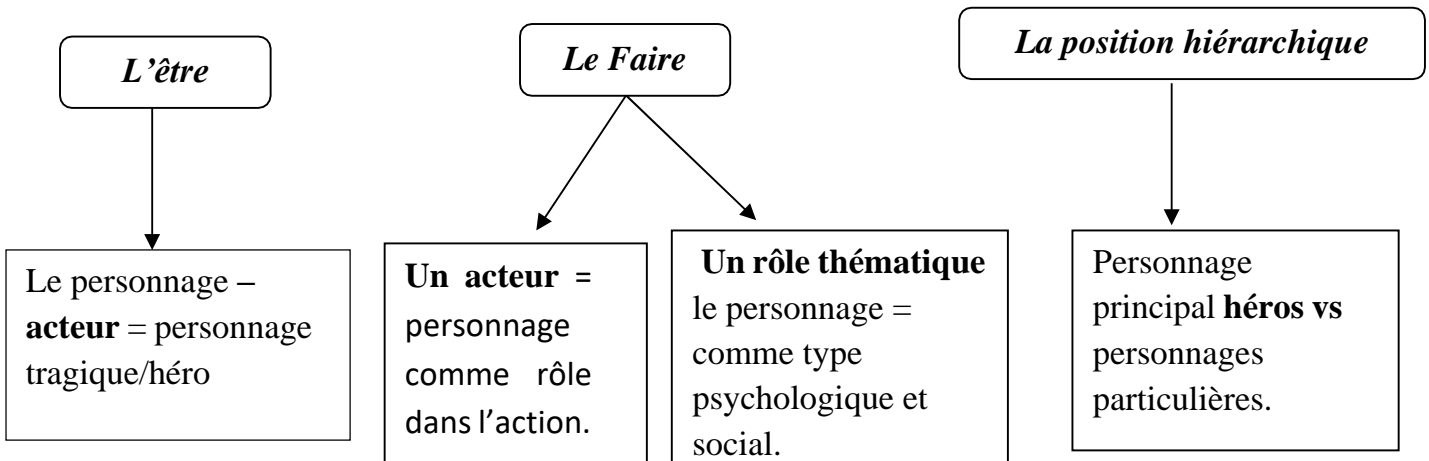 L’être
Le Faire
La position hiérarchique
Le personnage –
acteur = personnage
tragique/héro
Un acteur =
personnage
comme rôle
dans l’action.
Un rôle thématique
le personnage =
comme type
psychologique et
social.
Personnage
principal héros vs
personnages
particulières.